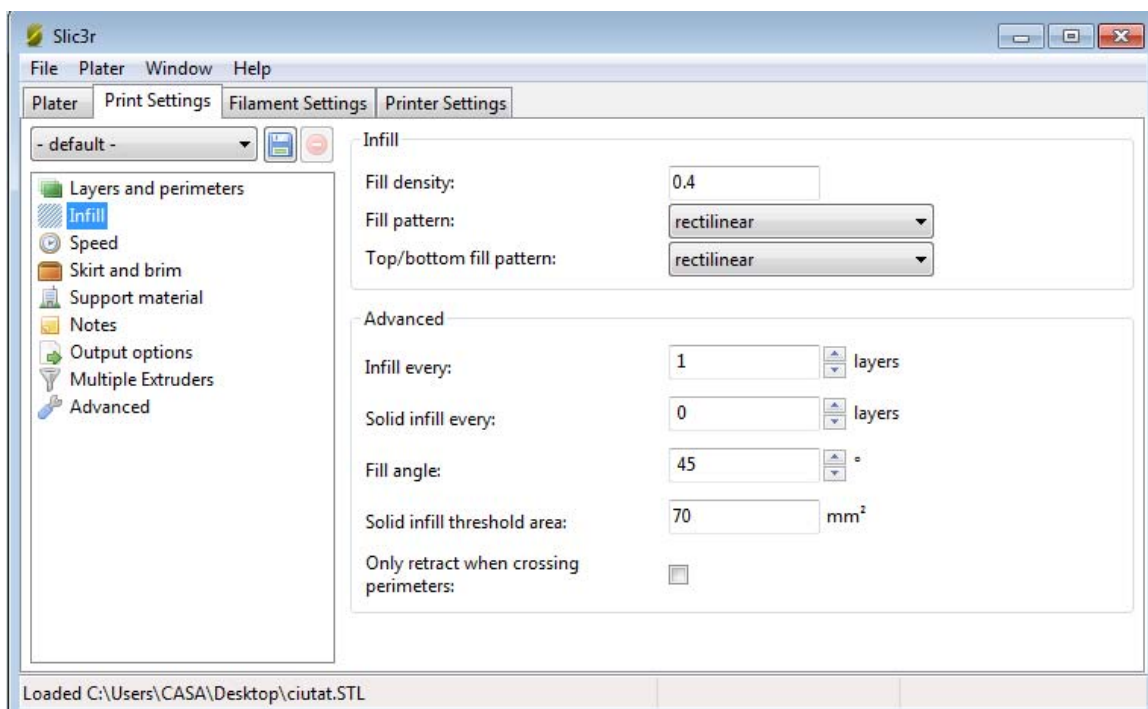 Slic3r
File Plater Window Help
Plater Print Settings Filament Settings Printer Settings
- default -
Layers and perimeters
Infill
Speed
Skirt and brim
Support material
Notes
Output options
Multiple Extruders
Advanced
Infill
Fill density: 0.4
Fill pattern: rectilinear
Top/bottom fill pattern: rectilinear
Advanced
Infill every: 1 layers
Solid infill every: 0 layers
Fill angle: 45 °
Solid infill threshold area: 70 mm²
Only retract when crossing
perimeters:
Loaded C:\Users\CASA\Desktop\ciutat.STL